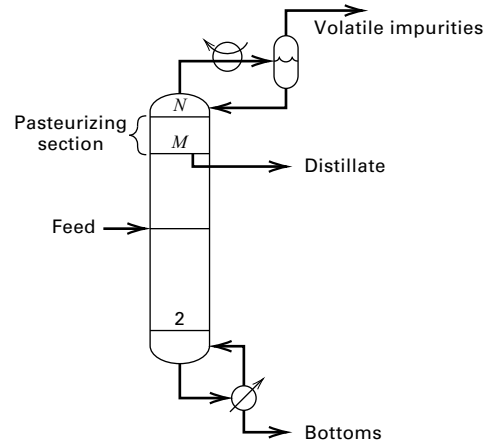 Volatile impurities
N
Pasteurizing
section
M
Distillate
Feed
2
Bottoms